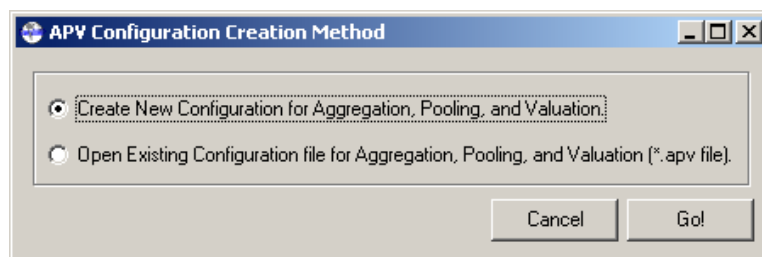 APV Configuration Creation Method
Create New Configuration for Aggregation, Pooling, and Valuation.
Open Existing Configuration file for Aggregation, Pooling, and Valuation (*.apv file).
Cancel Go!